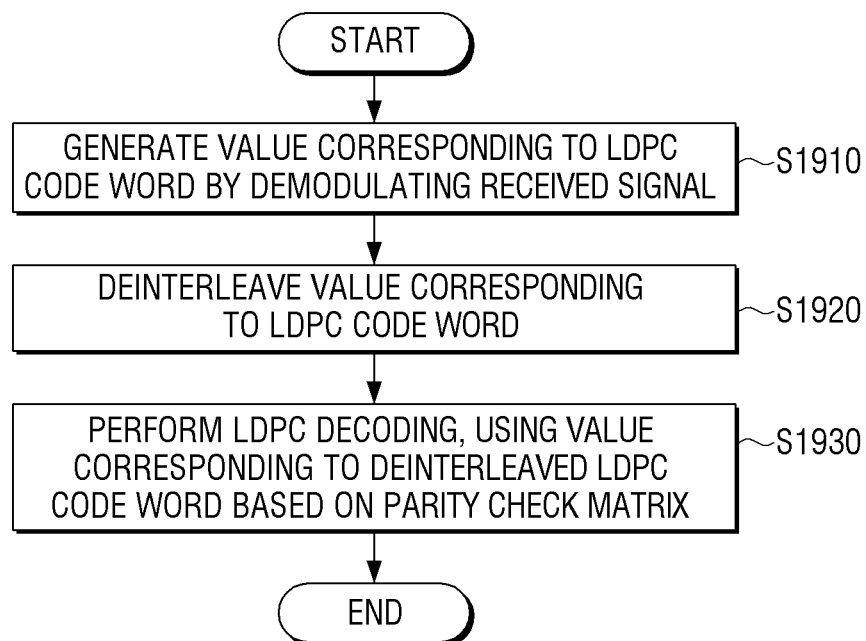 START
GENERATE VALUE CORRESPONDING TO LDPC
CODE WORD BY DEMODULATING RECEIVED SIGNAL
S1910
DEINTERLEAVE VALUE CORRESPONDING
TO LDPC CODE WORD
S1920
PERFORM LDPC DECODING, USING VALUE
CORRESPONDING TO DEINTERLEAVED LDPC
CODE WORD BASED ON PARITY CHECK MATRIX
S1930
END